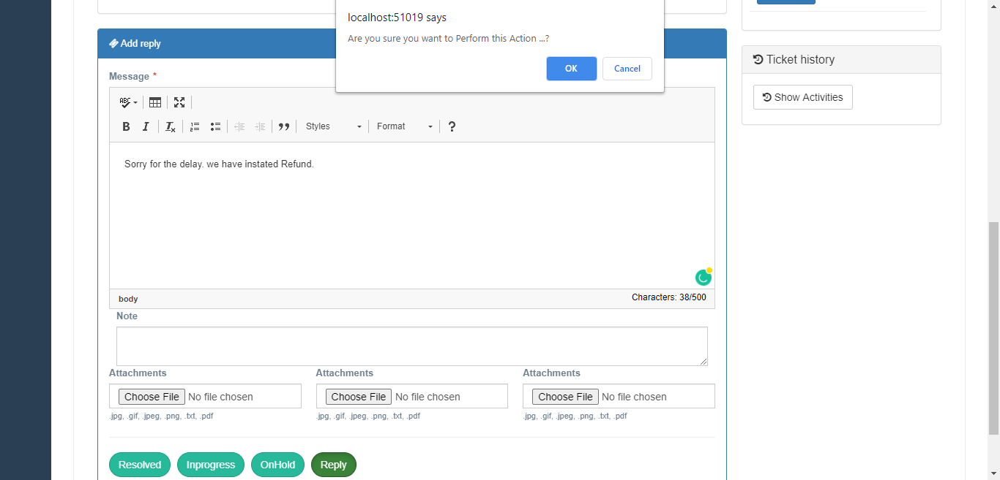 localhost:51019 says
Are you sure you want to Perform this Action ...?
OK Cancel
Add reply
Message *
ABC
B I Tx Styles Format ?
Sorry for the delay. we have instated Refund.
body Characters: 38/500
Note
Attachments Attachments Attachments
Choose File No file chosen Choose File No file chosen Choose File No file chosen
.jpg, .gif, .jpeg, .png, .txt, .pdf .jpg, .gif, .jpeg, .png, .txt, .pdf .jpg, .gif, .jpeg, .png, .txt, .pdf
Resolved Inprogress OnHold Reply
Ticket history
Show Activities